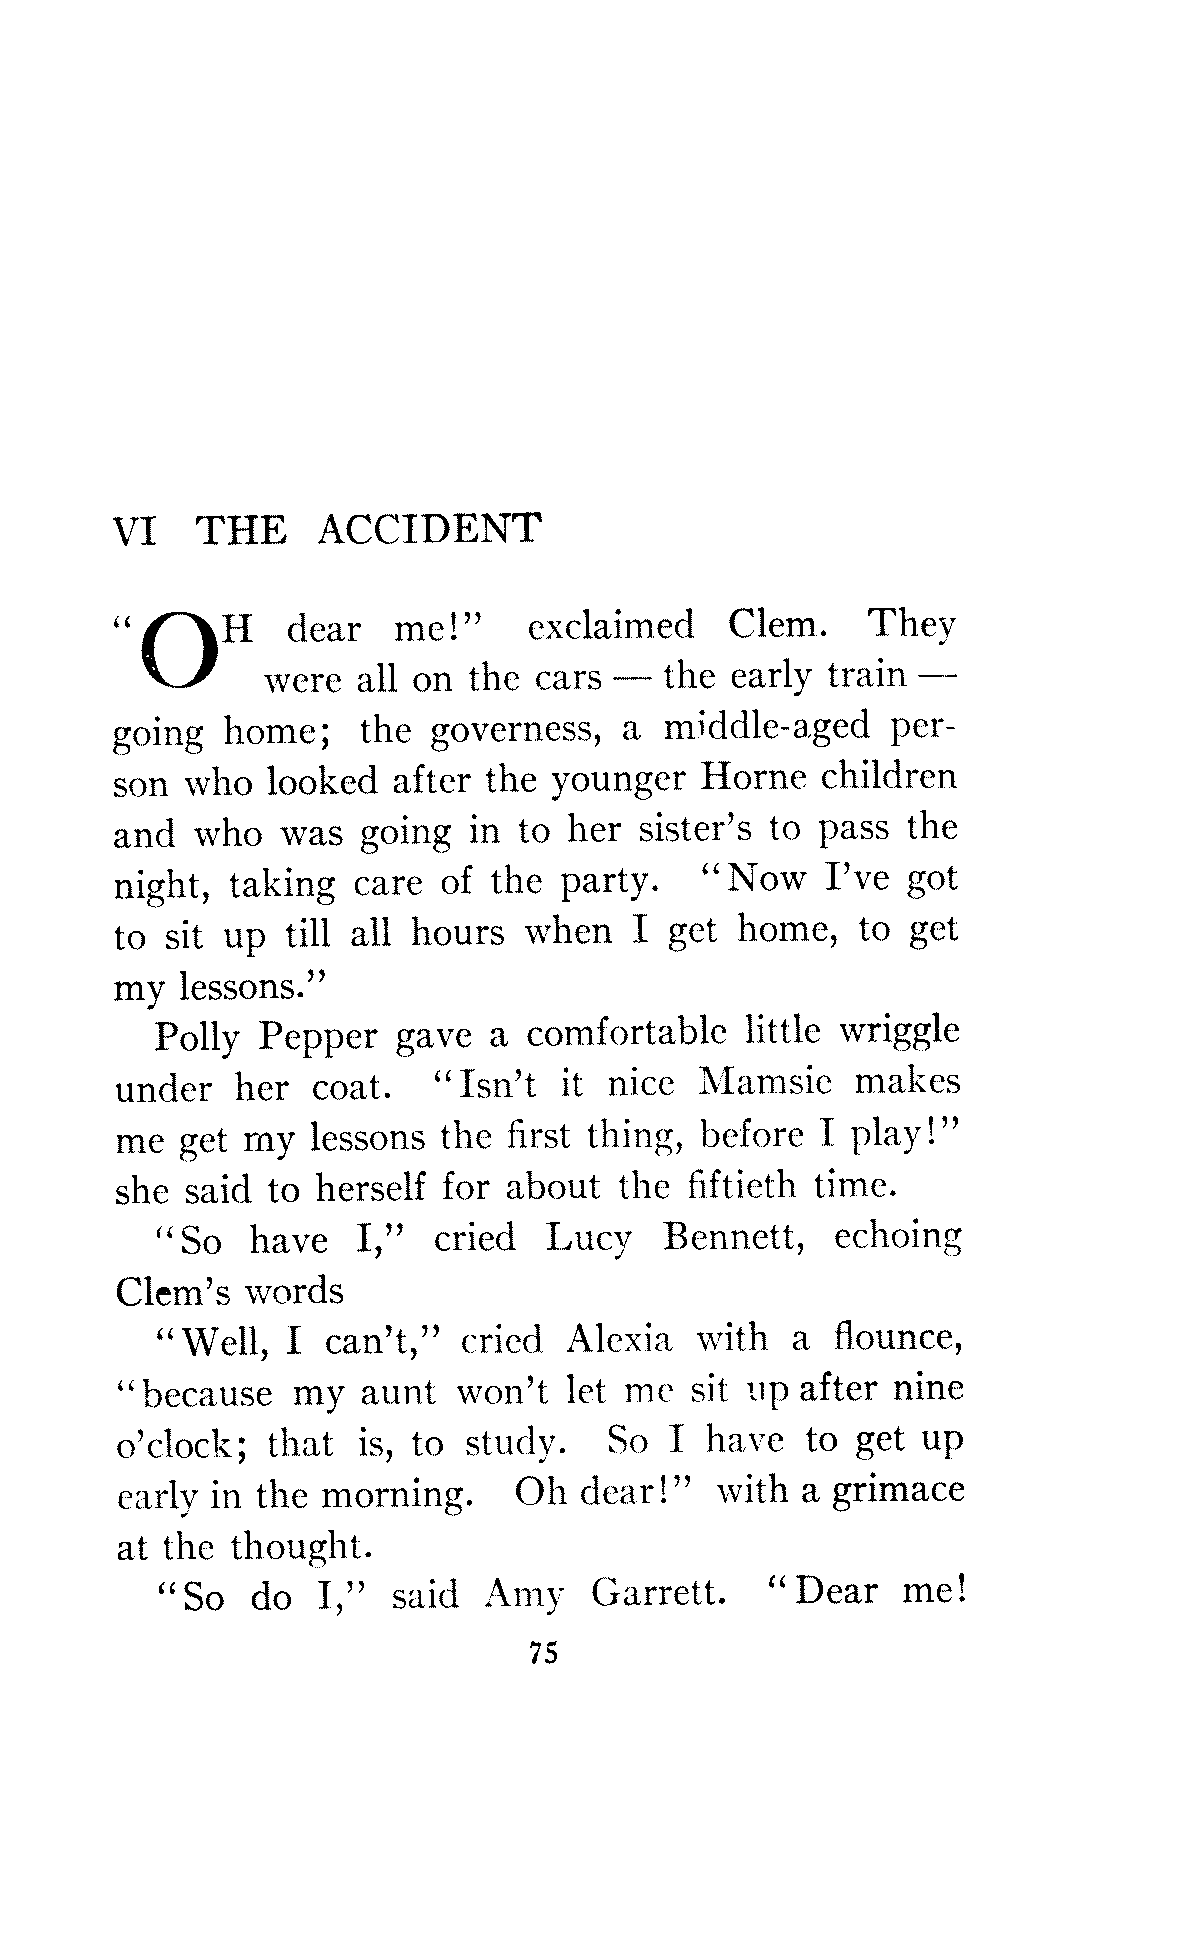 VI THE ACCIDENT
“OH dear me!” exclaimed Clem. They
were all on the cars — the early train —
going home; the governess, a middle-aged per-
son who looked after the younger Horne children
and who was going in to her sister’s to pass the
night, taking care of the party. “Now I’ve got
to sit up till all hours when I get home, to get
my lessons.”
Polly Pepper gave a comfortable little wriggle
under her coat. “Isn’t it nice Mamsie makes
me get my lessons the first thing, before I play!”
she said to herself for about the fiftieth time.
“So have I,” cried Lucy Bennett, echoing
Clem’s words
“Well, I can’t,” cried Alexia with a flounce,
“because my aunt won’t let me sit up after nine
o’clock; that is, to study. So I have to get up
early in the morning. Oh dear!” with a grimace
at the thought.
“So do I,” said Amy Garrett. “Dear me!
75